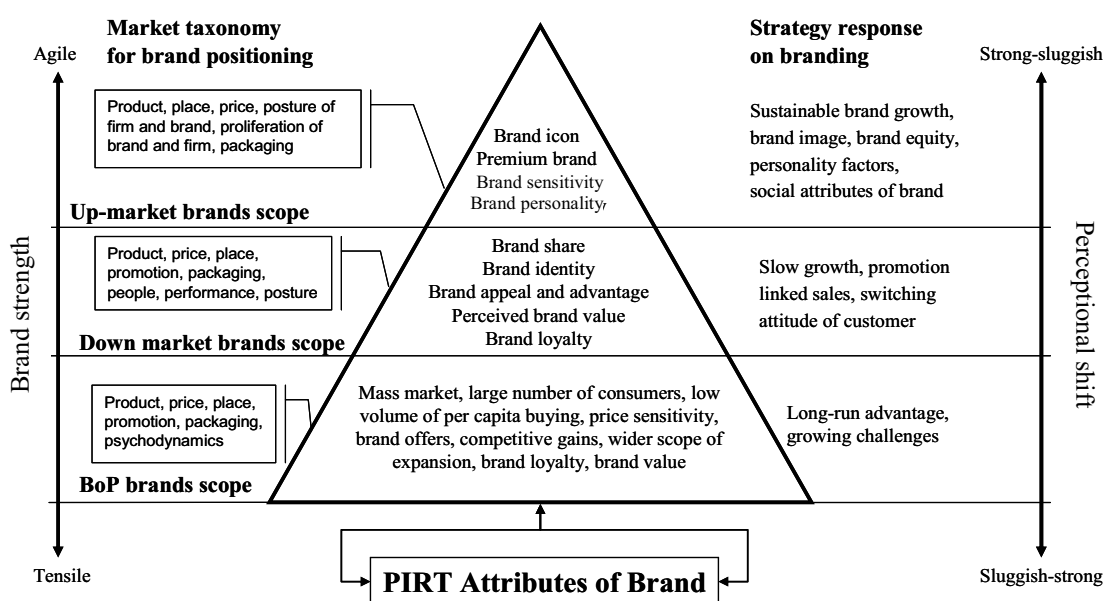 Market taxonomy
for brand positioning
Strategy response
on branding
Agile
Strong-sluggish
Product, place, price, posture of
firm and brand, proliferation of
brand and firm, packaging
Brand icon
Premium brand
Brand sensitivity
Brand personality,
Sustainable brand growth,
brand image, brand equity,
personality factors,
social attributes of brand
Up-market brands scope
Product, price, place,
promotion, packaging,
people, performance, posture
Brand share
Brand identity
Brand appeal and advantage
Perceived brand value
Brand loyalty
Slow growth, promotion
linked sales, switching
attitude of customer
Down market brands scope
Brand strength
Perceptional shift
Product, price, place,
promotion, packaging,
psychodynamics
Mass market, large number of consumers, low
volume of per capita buying, price sensitivity,
brand offers, competitive gains, wider scope of
expansion, brand loyalty, brand value
Long-run advantage,
growing challenges
BoP brands scope
Tensile
PIRT Attributes of Brand
Sluggish-strong